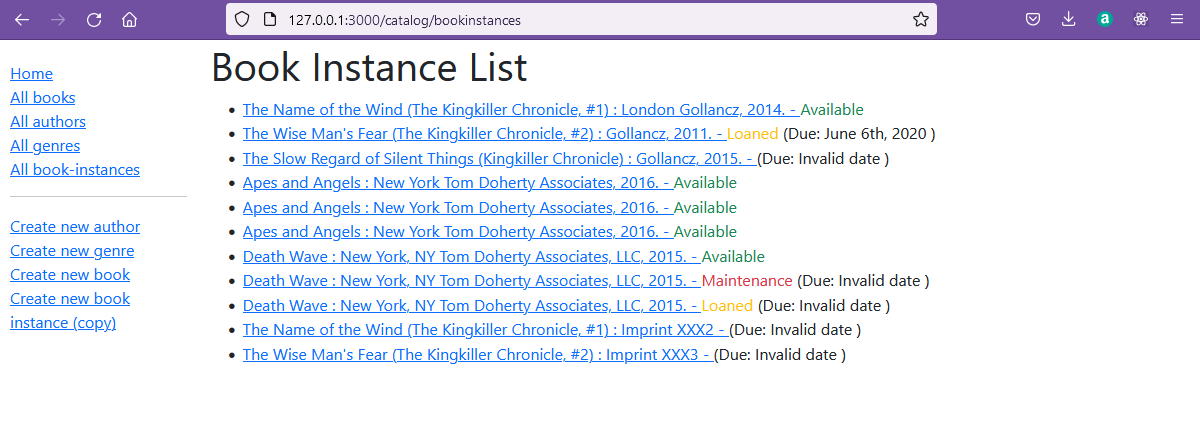 127.0.0.1:3000/catalog/bookinstances
a
Home
All books
All authors
All genres
All book-instances
Create new author
Create new genre
Create new book
Create new book
instance (copy)
Book Instance List
The Name of the Wind (The Kingkiller Chronicle, #1) : London Gollancz, 2014. - Available
The Wise Man's Fear (The Kingkiller Chronicle, #2) : Gollancz, 2011. - Loaned (Due: June 6th, 2020 )
The Slow Regard of Silent Things (Kingkiller Chronicle) : Gollancz, 2015. - (Due: Invalid date )
Apes and Angels : New York Tom Doherty Associates, 2016. - Available
Apes and Angels : New York Tom Doherty Associates, 2016. - Available
Apes and Angels : New York Tom Doherty Associates, 2016. - Available
Death Wave : New York, NY Tom Doherty Associates, LLC, 2015. - Available
Death Wave : New York, NY Tom Doherty Associates, LLC, 2015. - Maintenance (Due: Invalid date )
Death Wave : New York, NY Tom Doherty Associates, LLC, 2015. - Loaned (Due: Invalid date )
The Name of the Wind (The Kingkiller Chronicle, #1) : Imprint XXX2 - (Due: Invalid date )
The Wise Man's Fear (The Kingkiller Chronicle, #2) : Imprint XXX3 - (Due: Invalid date )